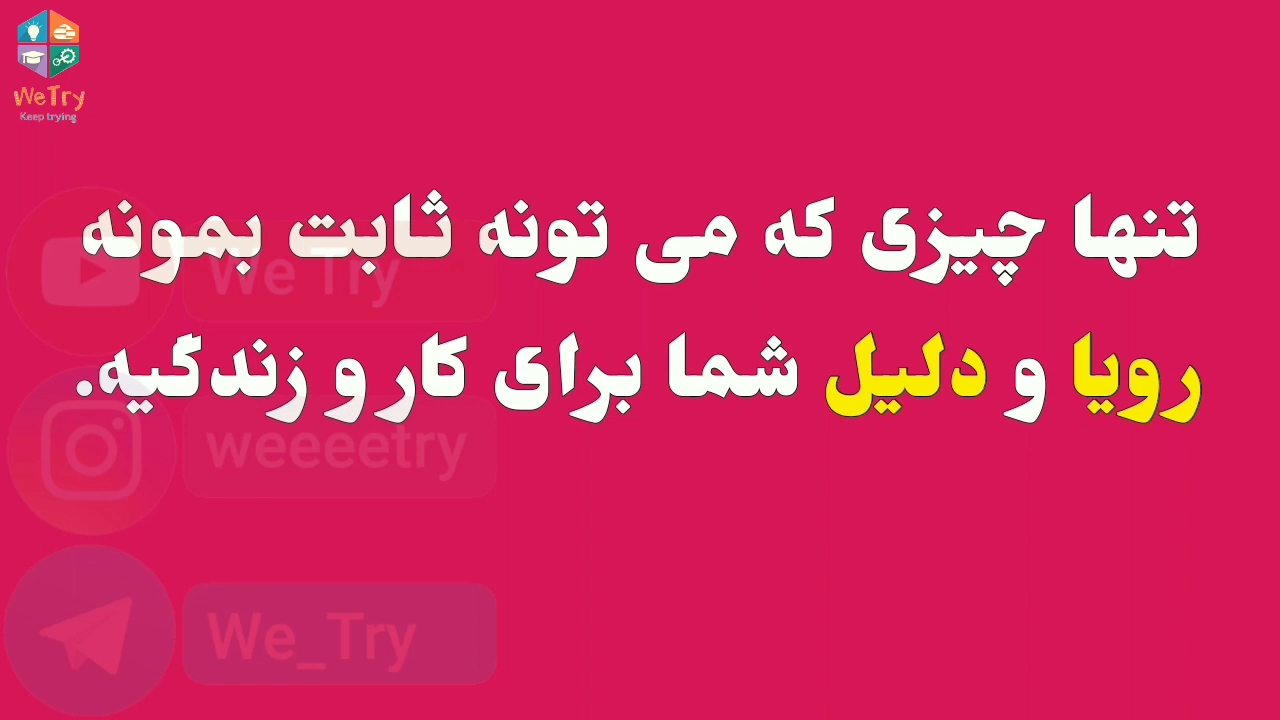 WeTry
Keep trying
تنها چیزی که می تونه ثابت بمونه
رویا و دلیل شما برای کار و زندگیه.
We Try
weeeetry
We_Try